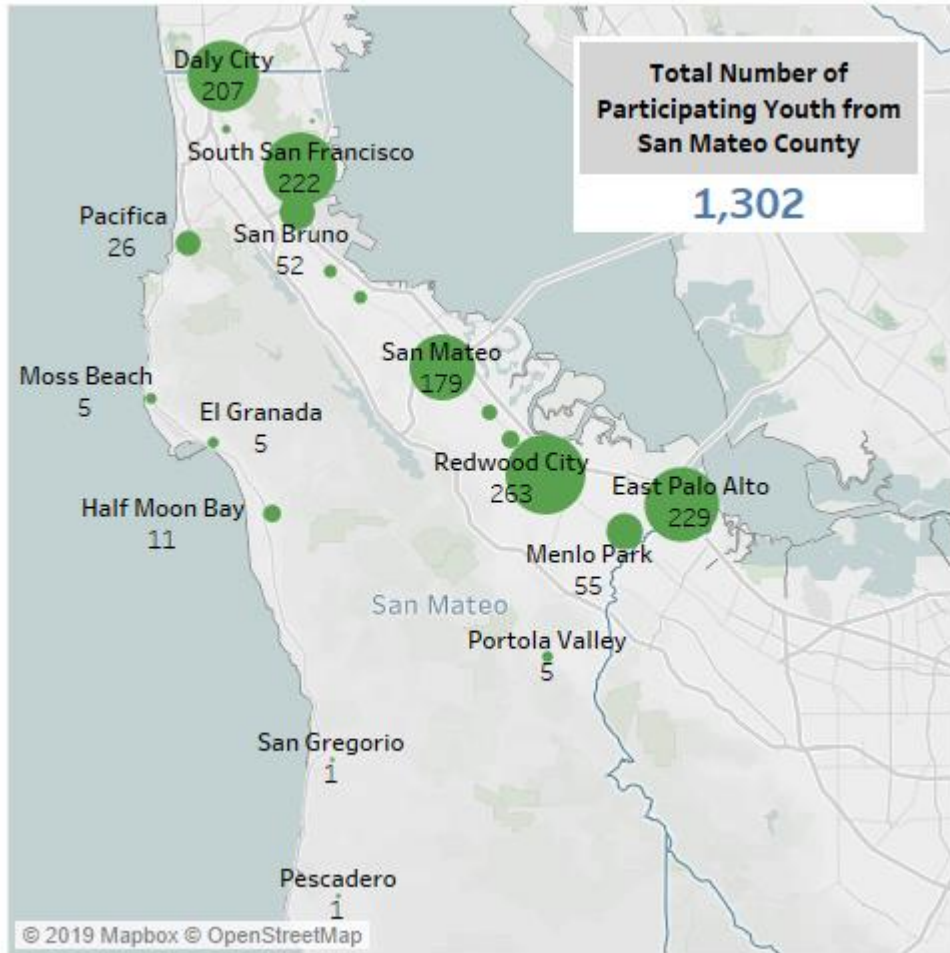 Daly City
207
Total Number of
Participating Youth from
San Mateo County
1,302
South San Francisco
222
Pacifica
26
San Bruno
52
San Mateo
179
Moss Beach
5
El Granada
5
Redwood City
263
East Palo Alto
229
Half Moon Bay
11
Menlo Park
55
San Mateo
Portola Valley
5
San Gregorio
1
Pescadero
1
© 2019 Mapbox © OpenStreetMap